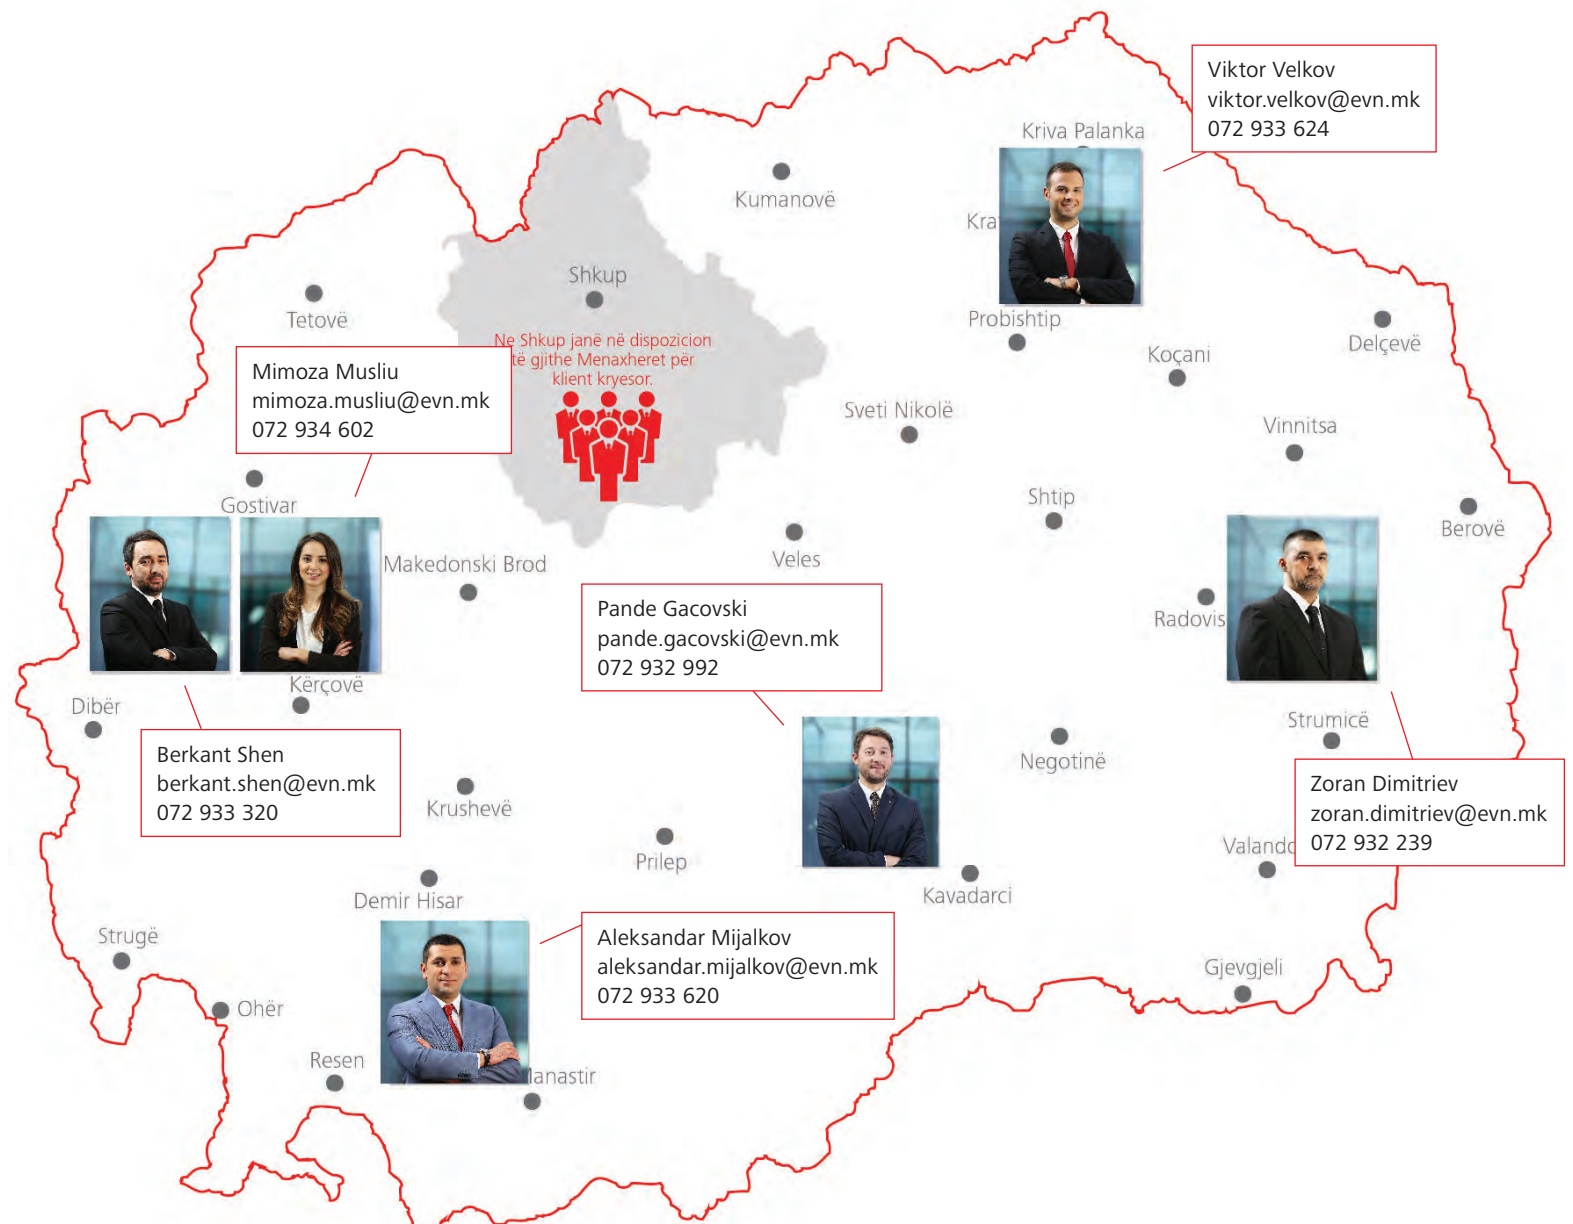 Viktor Velkov
viktor.velkov@evn.mk
072 933 624
Kriva Palanka
Kumanovë
Kra
Shkup
Tetovë
Probishtip
Delçevë
Ne Shkup janë në dispozicion
të gjithe Menaxheret për
klient kryesor.
Koçani
Mimoza Musliu
mimoza.musliu@evn.mk
072 934 602
Sveti Nikolë
Vinnitsa
Gostivar
Shtip
Berovë
Makedonski Brod
Veles
Pande Gacovski
pande.gacovski@evn.mk
072 932 992
Radovis
Kërçovë
Dibër
Strumicë
Berkant Shen
berkant.shen@evn.mk
072 933 320
Negotinë
Zoran Dimitriev
zoran.dimitriev@evn.mk
072 932 239
Krushevë
Valand
Prilep
Demir Hisar
Kavadarci
Strugë
Aleksandar Mijalkov
aleksandar.mijalkov@evn.mk
072 933 620
Gjevgjeli
Ohër
Resen
anastir